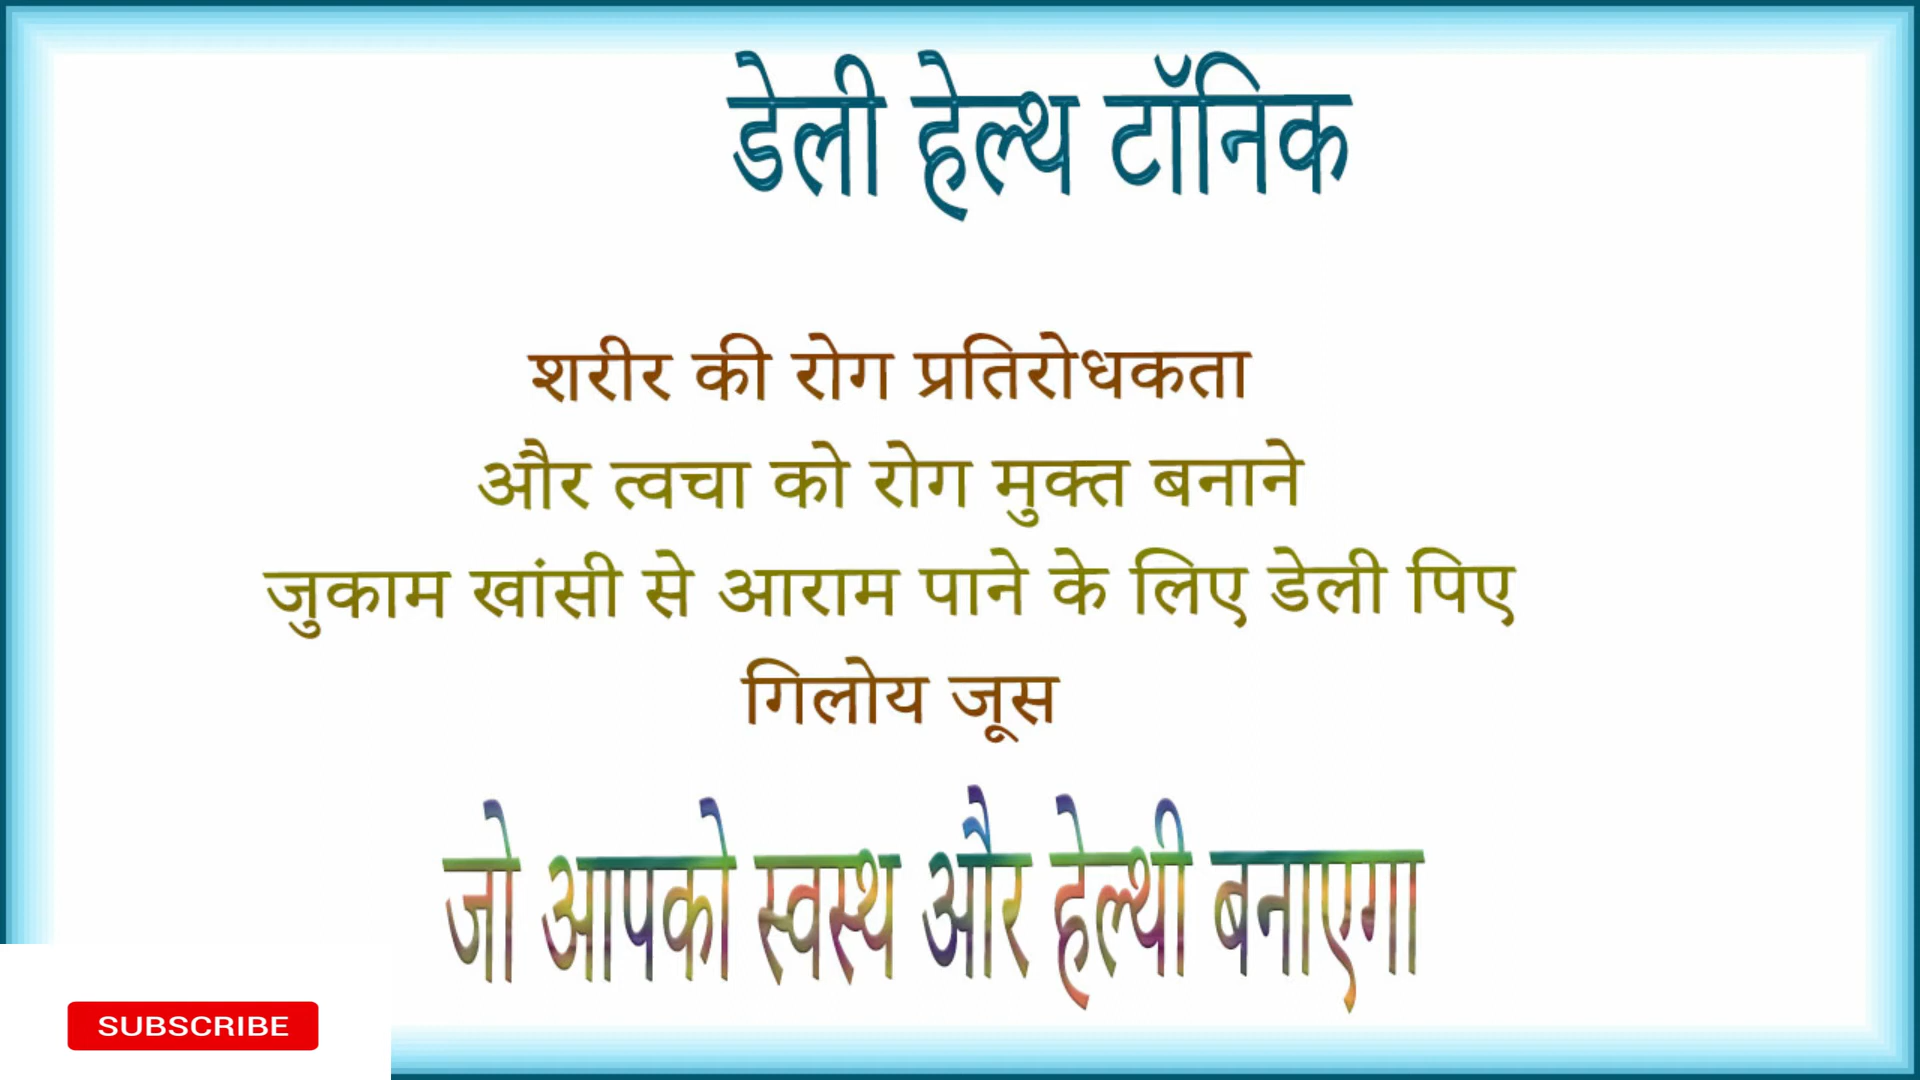 डेली हेल्थ टॉनिक
शरीर की रोग प्रतिरोधकता
और त्वचा को रोग मुक्त बनाने
जुकाम खांसी से आराम पाने के लिए डेली पिए
गिलोय जूस
जो आपको स्वस्थ और हेल्थी बनाएगा
SUBSCRIBE